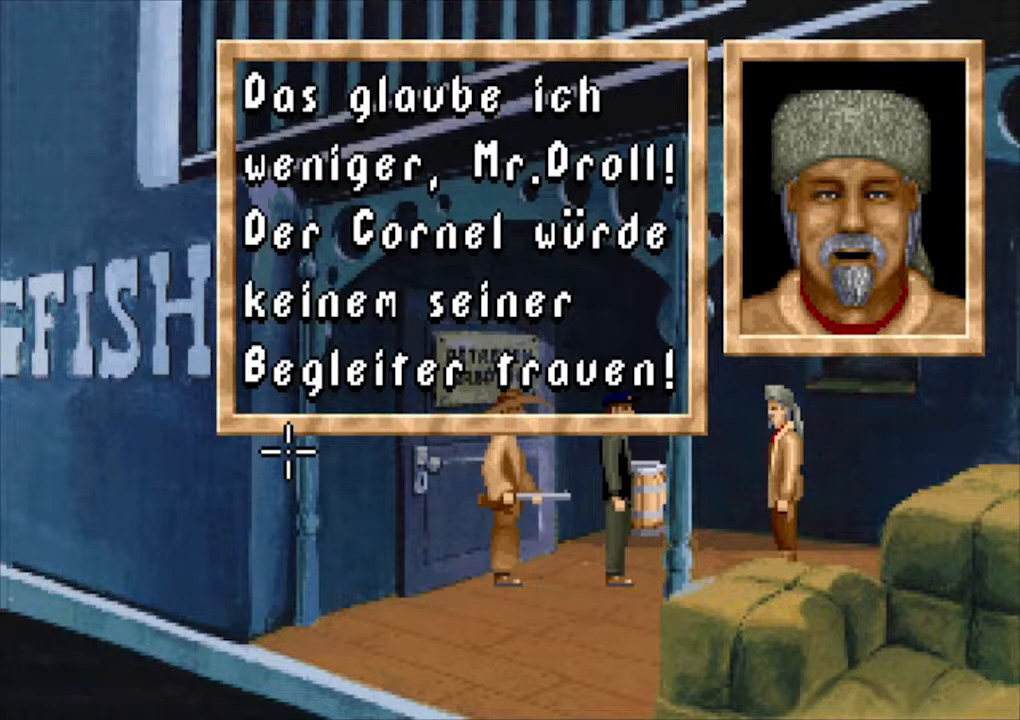 Das glaube ich
weniger, Mr.Droll!
Der Cornel würde
keinem seiner
Begleiter trauen!
FISH